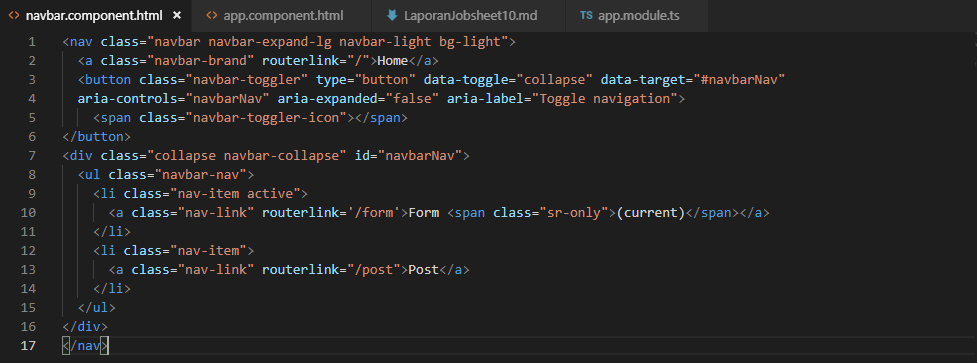 navbar.component.html × app.component.html LaporanJobsheet10.md TS app.module.ts
1 <nav class="navbar navbar-expand-lg navbar-light bg-light">
2 <a class="navbar-brand" routerlink="/">Home</a>
3 <button class="navbar-toggler" type="button" data-toggle="collapse" data-target="#navbarNav"
4 aria-controls="navbarNav" aria-expanded="false" aria-label="Toggle navigation">
5 <span class="navbar-toggler-icon"></span>
6 </button>
7 <div class="collapse navbar-collapse" id="navbarNav">
8 <ul class="navbar-nav">
9 <li class="nav-item active">
10 <a class="nav-link" routerlink='/form'>Form <span class="sr-only">(current)</span></a>
11 </li>
12 <li class="nav-item">
13 <a class="nav-link" routerlink="/post">Post</a>
14 </li>
15 </ul>
16 </div>
17 </nav>